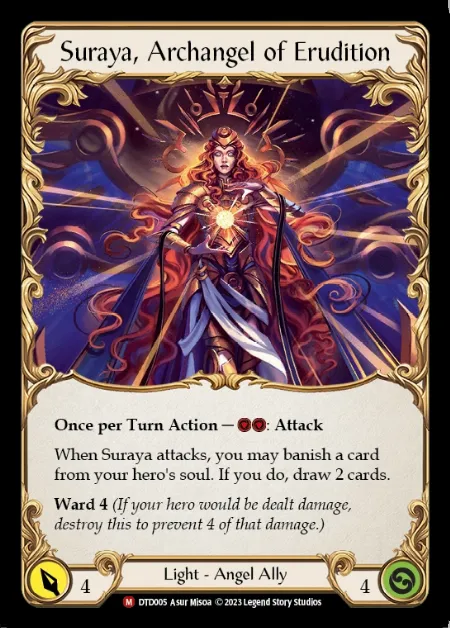 Suraya, Archangel of Erudition
Once per Turn Action — : Attack
When Suraya attacks, you may banish a card
from your hero's soul. If you do, draw 2 cards.
Ward 4 (If your hero would be dealt damage,
destroy this to prevent 4 of that damage.)
4
Light - Angel Ally
4
M DTD005 Asur Misoa © 2023 Legend Story Studios